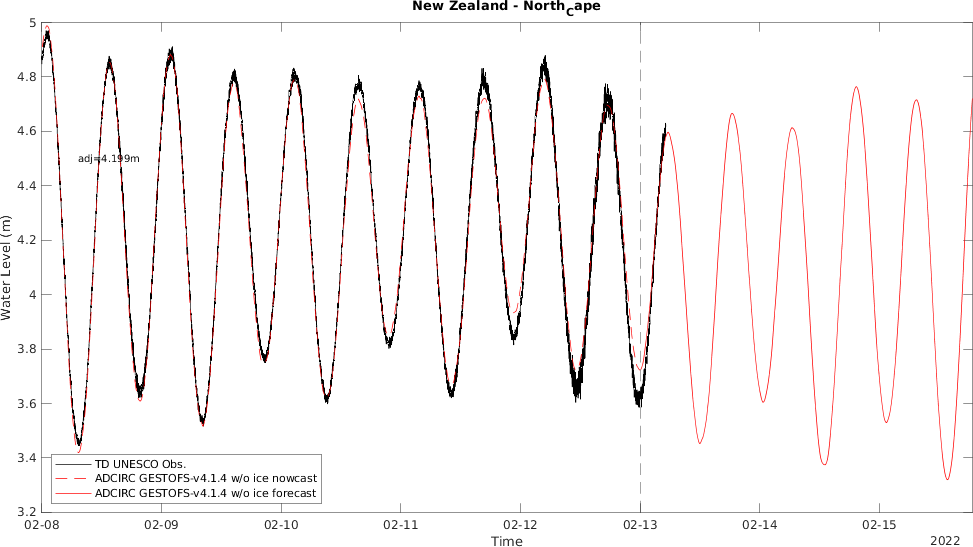 New Zealand - NorthCape
5
4.8
4.6
4.4
4.2
4
3.8
3.6
3.4
3.2
Water Level (m)
adj=4.199m
TD UNESCO Obs.
ADCIRC GESTOFS-v4.1.4 w/o ice nowcast
ADCIRC GESTOFS-v4.1.4 w/o ice forecast
02-08 02-09 02-10 02-11 02-12 02-13 02-14 02-15
Time
2022